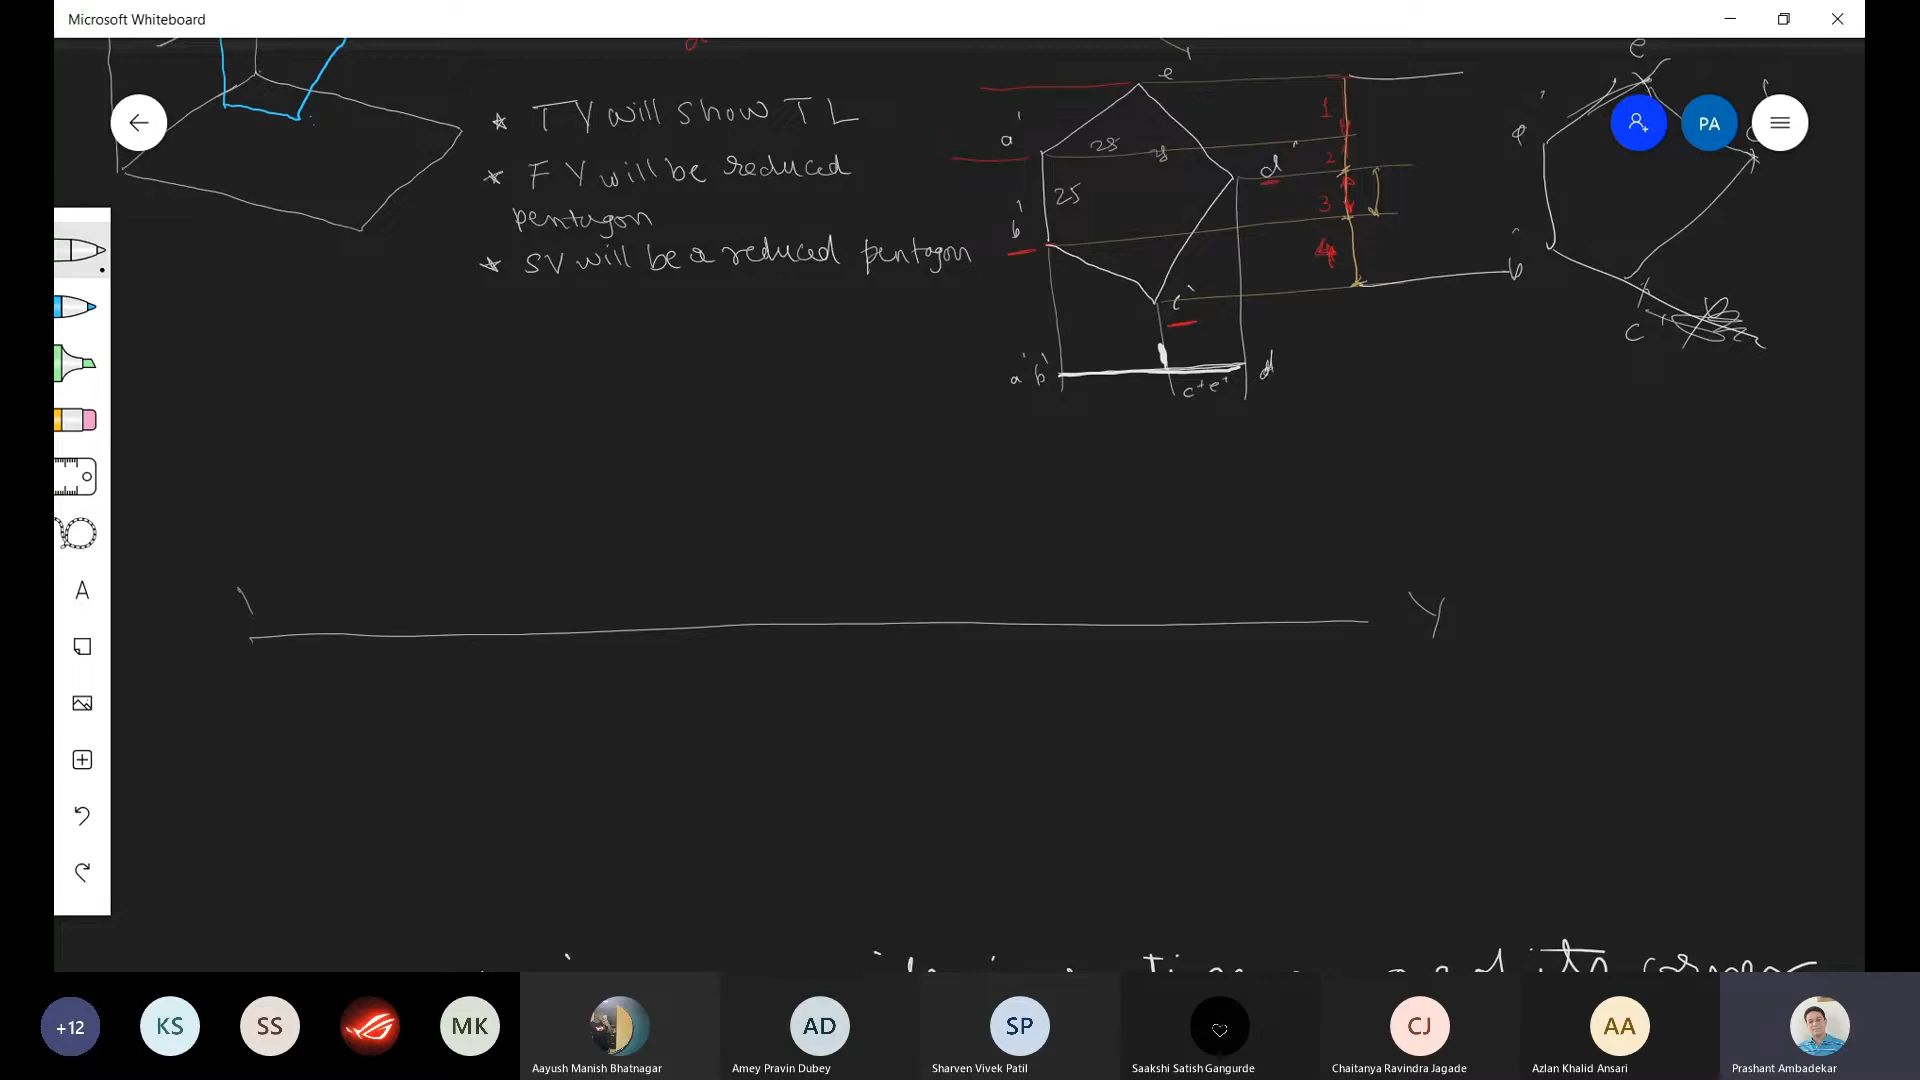 Microsoft Whiteboard
e
e
PA
* TV will show TL
a'
25
28
1
a'
2
d'
* FV will be reduced
pentagon
25
3
b'
* SV will be a reduced pentagon
4
b'
c'
c'
a' b'
c' e'
d
Y
A
+12
KS
SS
MK
AD
SP
CJ
AA
Aayush Manish Bhatnagar
Amey Pravin Dubey
Sharven Vivek Patil
Saakshi Satish Gangurde
Chaitanya Ravindra Jagade
Azlan Khalid Ansari
Prashant Ambadekar